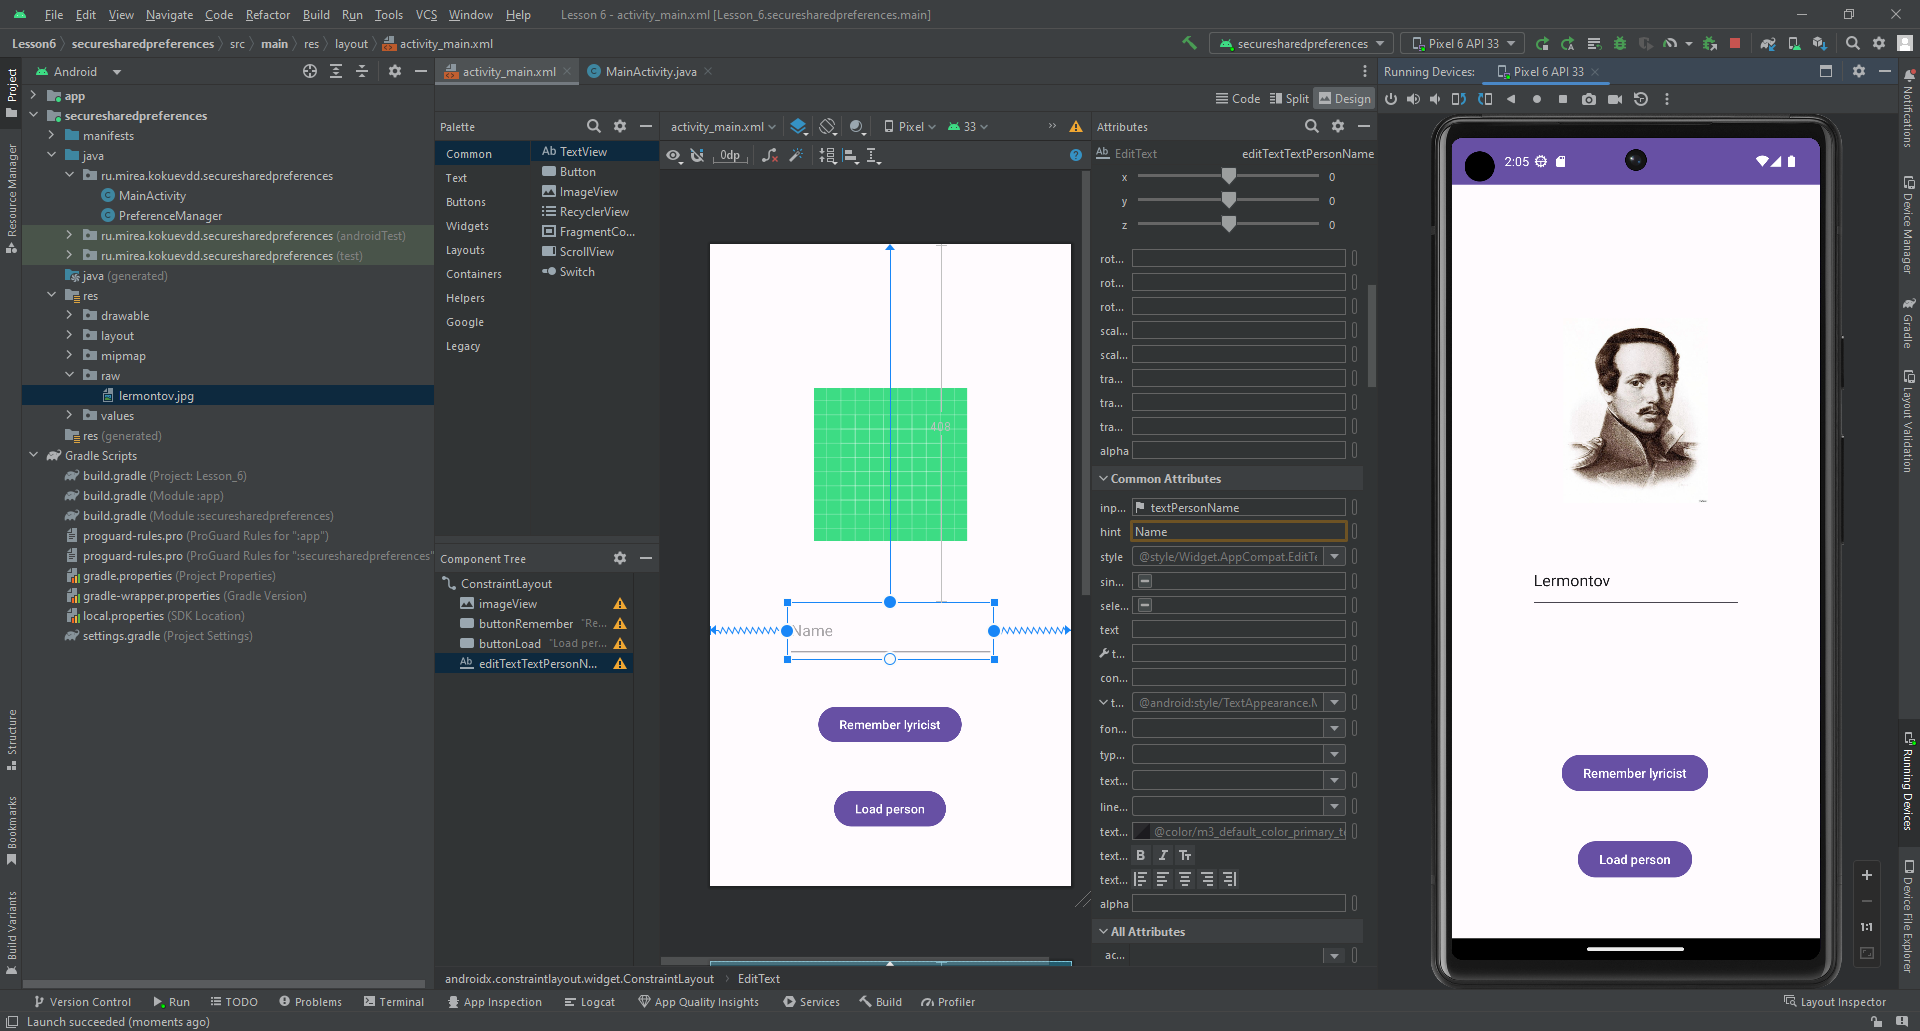 File Edit View Navigate Code Refactor Build Run Tools VCS Window Help Lesson 6 - activity_main.xml [Lesson_6.securesharedpreferences.main]
Lesson6 securesharedpreferences src main res layout activity_main.xml securesharedpreferences Pixel 6 API 33
Android
activity_main.xml MainActivity.java
Running Devices: Pixel 6 API 33
Code Split Design
Project
Resource Manager
Structure
Bookmarks
Build Variants
app
securesharedpreferences
manifests
java
ru.mirea.kokuevdd.securesharedpreferences
MainActivity
PreferenceManager
ru.mirea.kokuevdd.securesharedpreferences (androidTest)
ru.mirea.kokuevdd.securesharedpreferences (test)
java (generated)
res
drawable
layout
mipmap
raw
lermontov.jpg
values
res (generated)
Gradle Scripts
build.gradle (Project: Lesson_6)
build.gradle (Module :app)
build.gradle (Module :securesharedpreferences)
proguard-rules.pro (ProGuard Rules for ":app")
proguard-rules.pro (ProGuard Rules for ":securesharedpreferences"
gradle.properties (Project Properties)
gradle-wrapper.properties (Gradle Version)
local.properties (SDK Location)
settings.gradle (Project Settings)
Palette
Common
Text
Buttons
Widgets
Layouts
Containers
Helpers
Google
Legacy
Ab TextView
Button
ImageView
RecyclerView
FragmentCo...
ScrollView
Switch
Component Tree
ConstraintLayout
imageView
buttonRemember "Re...
buttonLoad "Load per...
Ab editTextTextPersonN...
activity_main.xml Pixel 33
0dp
409
Name
Remember lyricist
Load person
Attributes
Ab EditText editTextTextPersonName
x 0
y 0
z 0
rot...
rot...
rot...
scal...
scal...
tra...
tra...
tra...
alpha
Common Attributes
inp... textPersonName
hint Name
style @style/Widget.AppCompat.EditTe
sin...
sele...
text
t...
con...
t... @android:style/TextAppearance.M
fon...
typ...
text...
line...
text... @color/m3_default_color_primary_te
text... B I Tt
text...
alpha
All Attributes
ac...
2:05
Lermontov
Remember lyricist
Load person
1:1
Notifications
Device Manager
Gradle
Layout Validation
Running Devices
Device File Explorer
androidx.constraintlayout.widget.ConstraintLayout EditText
Version Control Run TODO Problems Terminal App Inspection Logcat App Quality Insights Services Build Profiler Layout Inspector
Launch succeeded (moments ago)